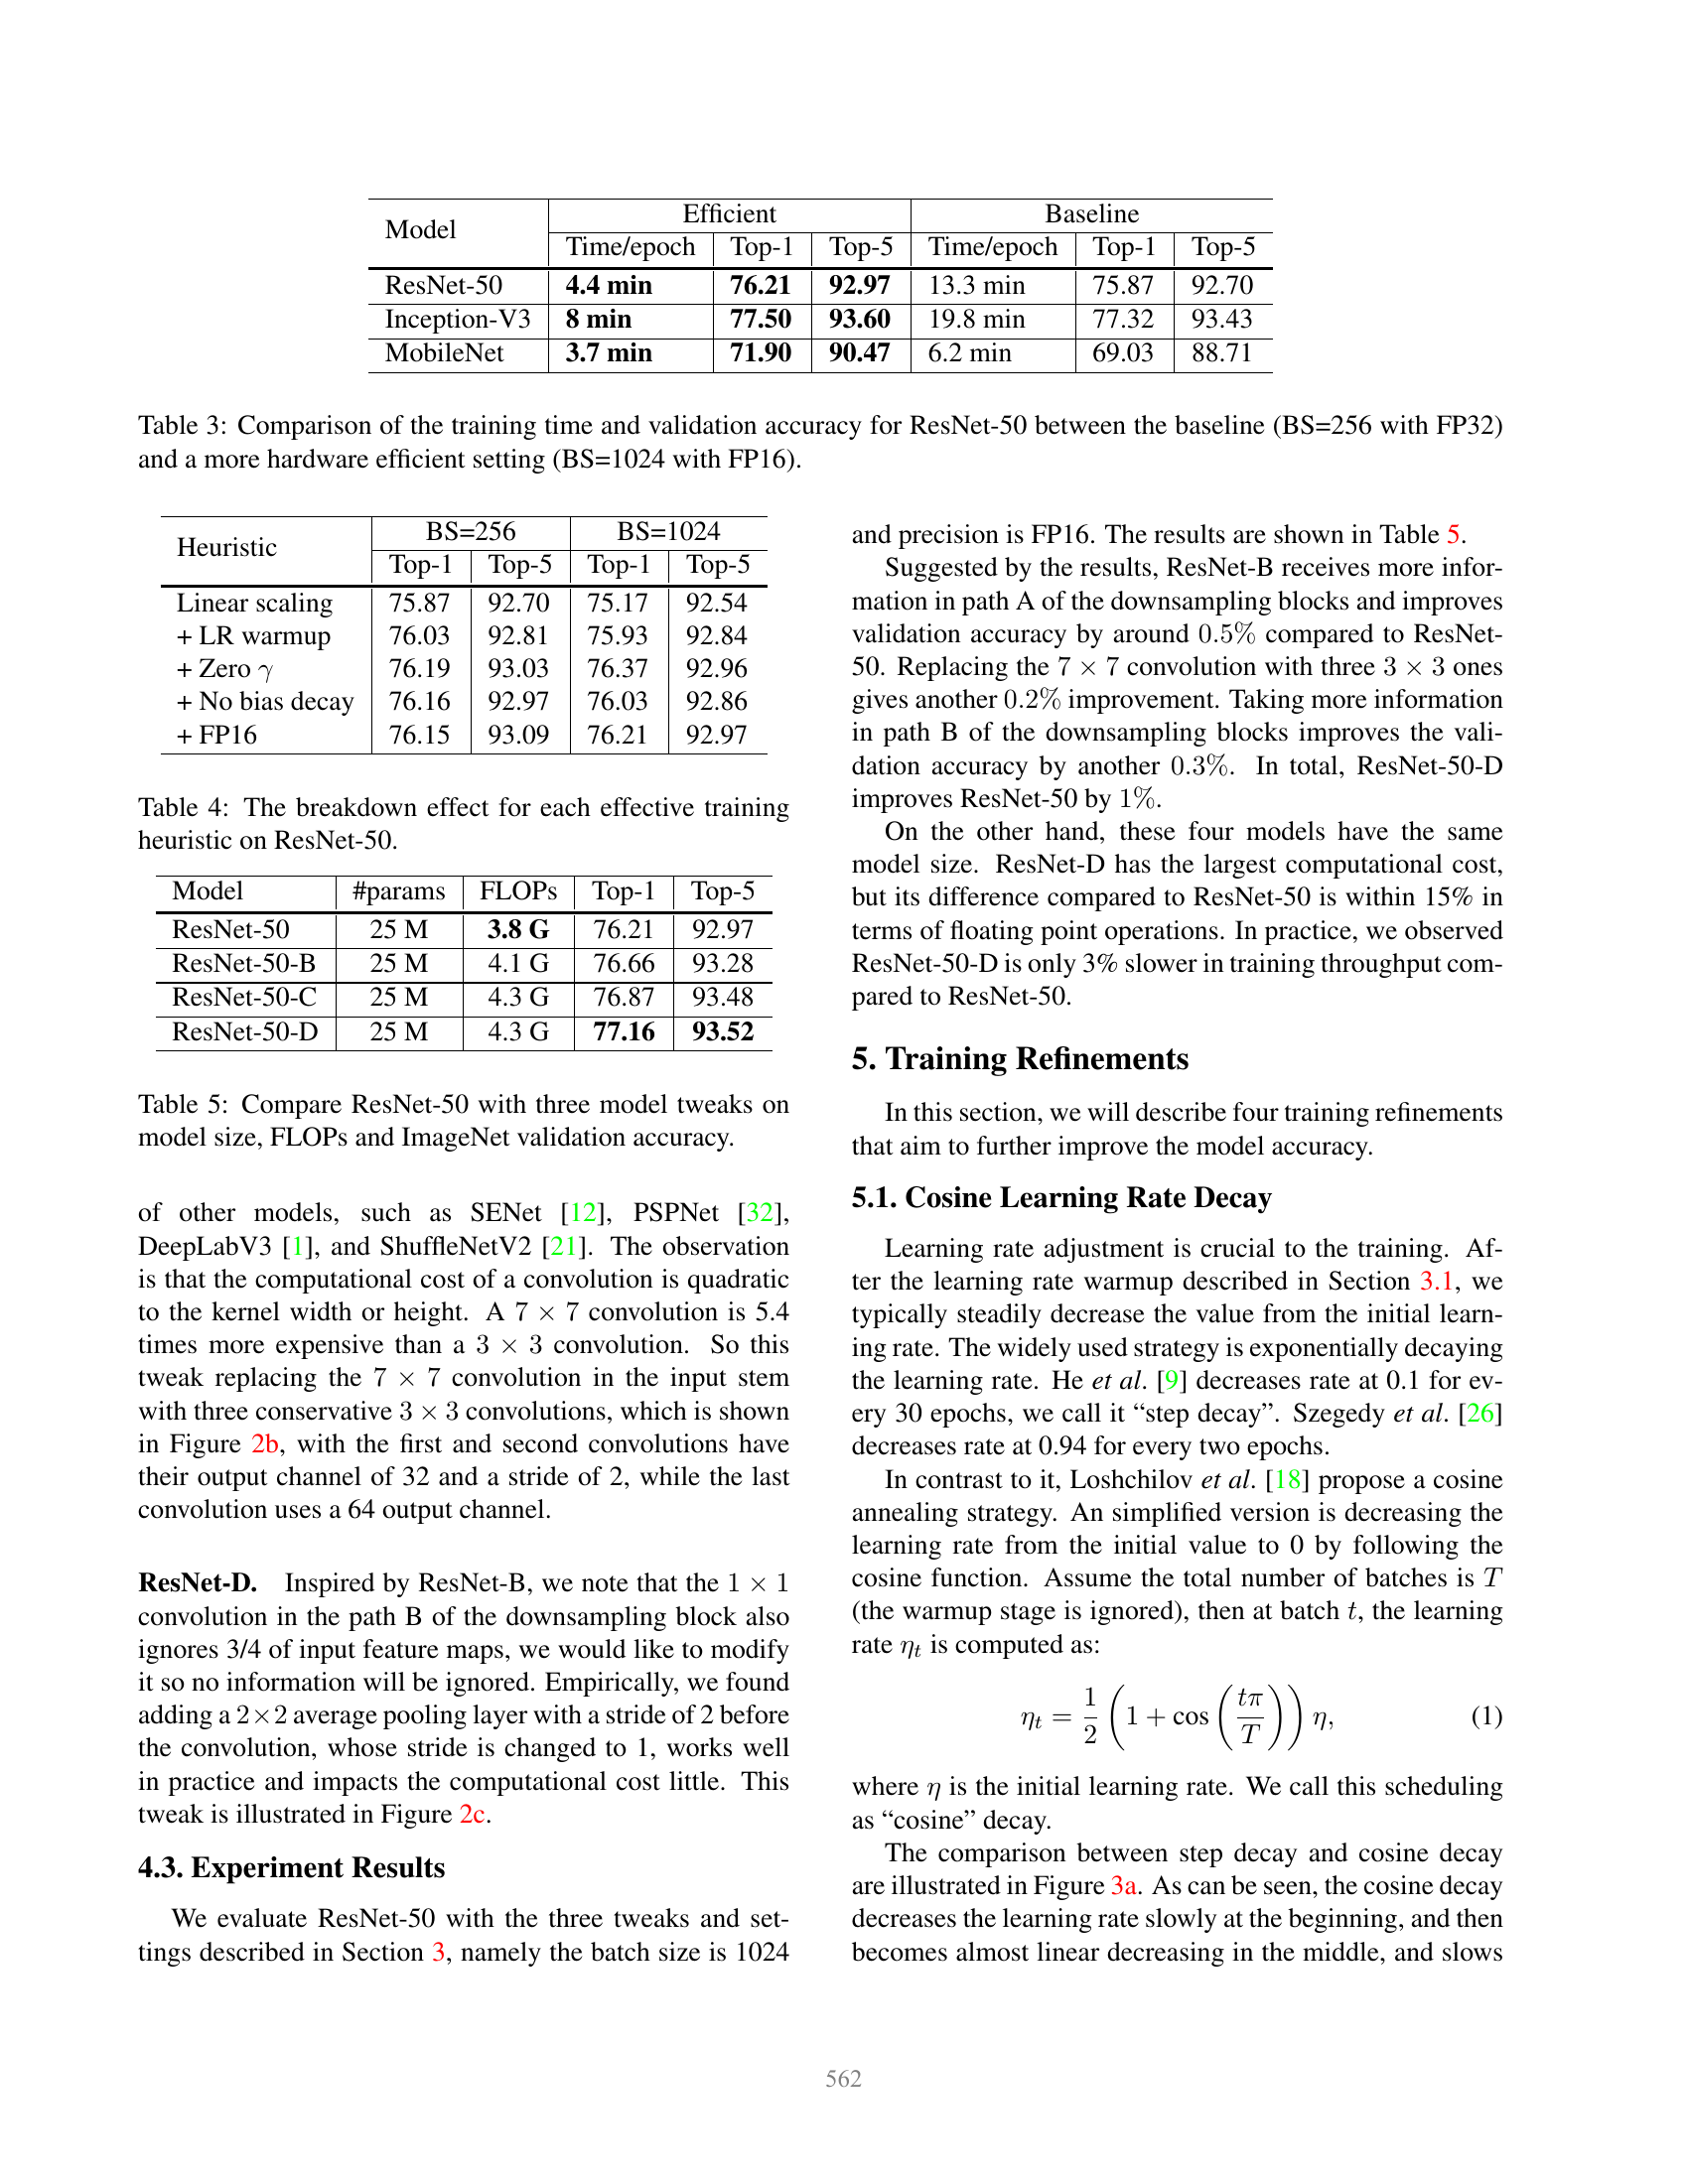 Model Efficient Baseline
Time/epoch Top-1 Top-5 Time/epoch Top-1 Top-5
ResNet-50 4.4 min 76.21 92.97 13.3 min 75.87 92.70
Inception-V3 8 min 77.50 93.60 19.8 min 77.32 93.43
MobileNet 3.7 min 71.90 90.47 6.2 min 69.03 88.71
Table 3: Comparison of the training time and validation accuracy for ResNet-50 between the baseline (BS=256 with FP32)
and a more hardware efficient setting (BS=1024 with FP16).
Heuristic BS=256 BS=1024
Top-1 Top-5 Top-1 Top-5
Linear scaling 75.87 92.70 75.17 92.54
+ LR warmup 76.03 92.81 75.93 92.84
+ Zero γ 76.19 93.03 76.37 92.96
+ No bias decay 76.16 92.97 76.03 92.86
+ FP16 76.15 93.09 76.21 92.97
Table 4: The breakdown effect for each effective training
heuristic on ResNet-50.
Model #params FLOPs Top-1 Top-5
ResNet-50 25 M 3.8 G 76.21 92.97
ResNet-50-B 25 M 4.1 G 76.66 93.28
ResNet-50-C 25 M 4.3 G 76.87 93.48
ResNet-50-D 25 M 4.3 G 77.16 93.52
Table 5: Compare ResNet-50 with three model tweaks on
model size, FLOPs and ImageNet validation accuracy.
of other models, such as SENet [12], PSPNet [32],
DeepLabV3 [1], and ShuffleNetV2 [21]. The observation
is that the computational cost of a convolution is quadratic
to the kernel width or height. A 7 × 7 convolution is 5.4
times more expensive than a 3 × 3 convolution. So this
tweak replacing the 7 × 7 convolution in the input stem
with three conservative 3 × 3 convolutions, which is shown
in Figure 2b, with the first and second convolutions have
their output channel of 32 and a stride of 2, while the last
convolution uses a 64 output channel.
ResNet-D. Inspired by ResNet-B, we note that the 1 × 1
convolution in the path B of the downsampling block also
ignores 3/4 of input feature maps, we would like to modify
it so no information will be ignored. Empirically, we found
adding a 2×2 average pooling layer with a stride of 2 before
the convolution, whose stride is changed to 1, works well
in practice and impacts the computational cost little. This
tweak is illustrated in Figure 2c.
4.3. Experiment Results
We evaluate ResNet-50 with the three tweaks and set-
tings described in Section 3, namely the batch size is 1024
and precision is FP16. The results are shown in Table 5.
Suggested by the results, ResNet-B receives more infor-
mation in path A of the downsampling blocks and improves
validation accuracy by around 0.5% compared to ResNet-
50. Replacing the 7 × 7 convolution with three 3 × 3 ones
gives another 0.2% improvement. Taking more information
in path B of the downsampling blocks improves the vali-
dation accuracy by another 0.3%. In total, ResNet-50-D
improves ResNet-50 by 1%.
On the other hand, these four models have the same
model size. ResNet-D has the largest computational cost,
but its difference compared to ResNet-50 is within 15% in
terms of floating point operations. In practice, we observed
ResNet-50-D is only 3% slower in training throughput com-
pared to ResNet-50.
5. Training Refinements
In this section, we will describe four training refinements
that aim to further improve the model accuracy.
5.1. Cosine Learning Rate Decay
Learning rate adjustment is crucial to the training. Af-
ter the learning rate warmup described in Section 3.1, we
typically steadily decrease the value from the initial learn-
ing rate. The widely used strategy is exponentially decaying
the learning rate. He et al. [9] decreases rate at 0.1 for ev-
ery 30 epochs, we call it “step decay”. Szegedy et al. [26]
decreases rate at 0.94 for every two epochs.
In contrast to it, Loshchilov et al. [18] propose a cosine
annealing strategy. An simplified version is decreasing the
learning rate from the initial value to 0 by following the
cosine function. Assume the total number of batches is T
(the warmup stage is ignored), then at batch t, the learning
rate ηt is computed as:
ηt = 1/2 (1 + cos (tπ/T)) η, (1)
where η is the initial learning rate. We call this scheduling
as “cosine” decay.
The comparison between step decay and cosine decay
are illustrated in Figure 3a. As can be seen, the cosine decay
decreases the learning rate slowly at the beginning, and then
becomes almost linear decreasing in the middle, and slows
562